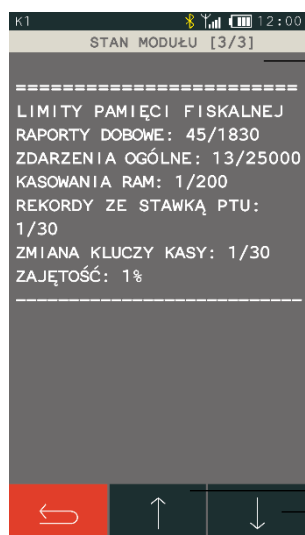 K1 12:00
STAN MODUŁU [3/3]
========================
LIMITY PAMIĘCI FISKALNEJ
RAPORTY DOBOWE: 45/1830
ZDARZENIA OGÓLNE: 13/25000
KASOWANIA RAM: 1/200
REKORDY ZE STAWKĄ PTU:
1/30
ZMIANA KLUCZY KASY: 1/30
ZAJĘTOŚĆ: 1%
------------------------